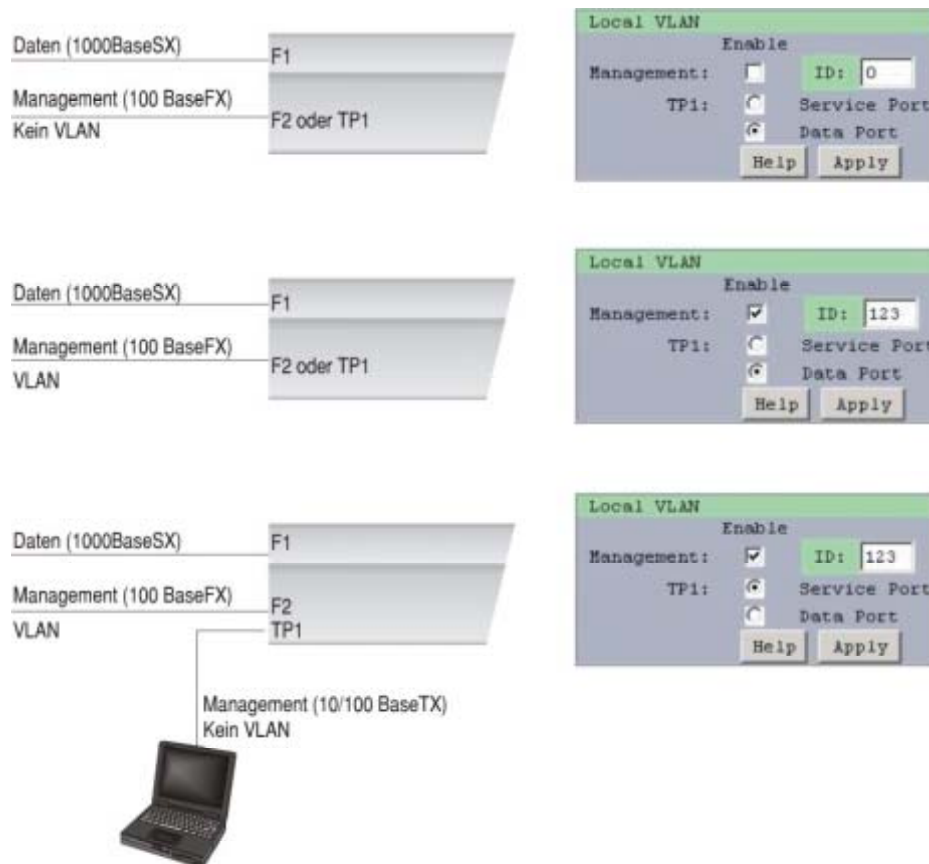 Daten (1000BaseSX)
F1
Management (100 BaseFX)
Kein VLAN
F2 oder TP1
Local VLAN
Enable
Management: ID: 0
TP1: Service Port
Data Port
Help Apply
Daten (1000BaseSX)
F1
Management (100 BaseFX)
VLAN
F2 oder TP1
Local VLAN
Enable
Management: ID: 123
TP1: Service Port
Data Port
Help Apply
Daten (1000BaseSX)
F1
Management (100 BaseFX)
VLAN
F2
TP1
Management (10/100 BaseTX)
Kein VLAN
Local VLAN
Enable
Management: ID: 123
TP1: Service Port
Data Port
Help Apply